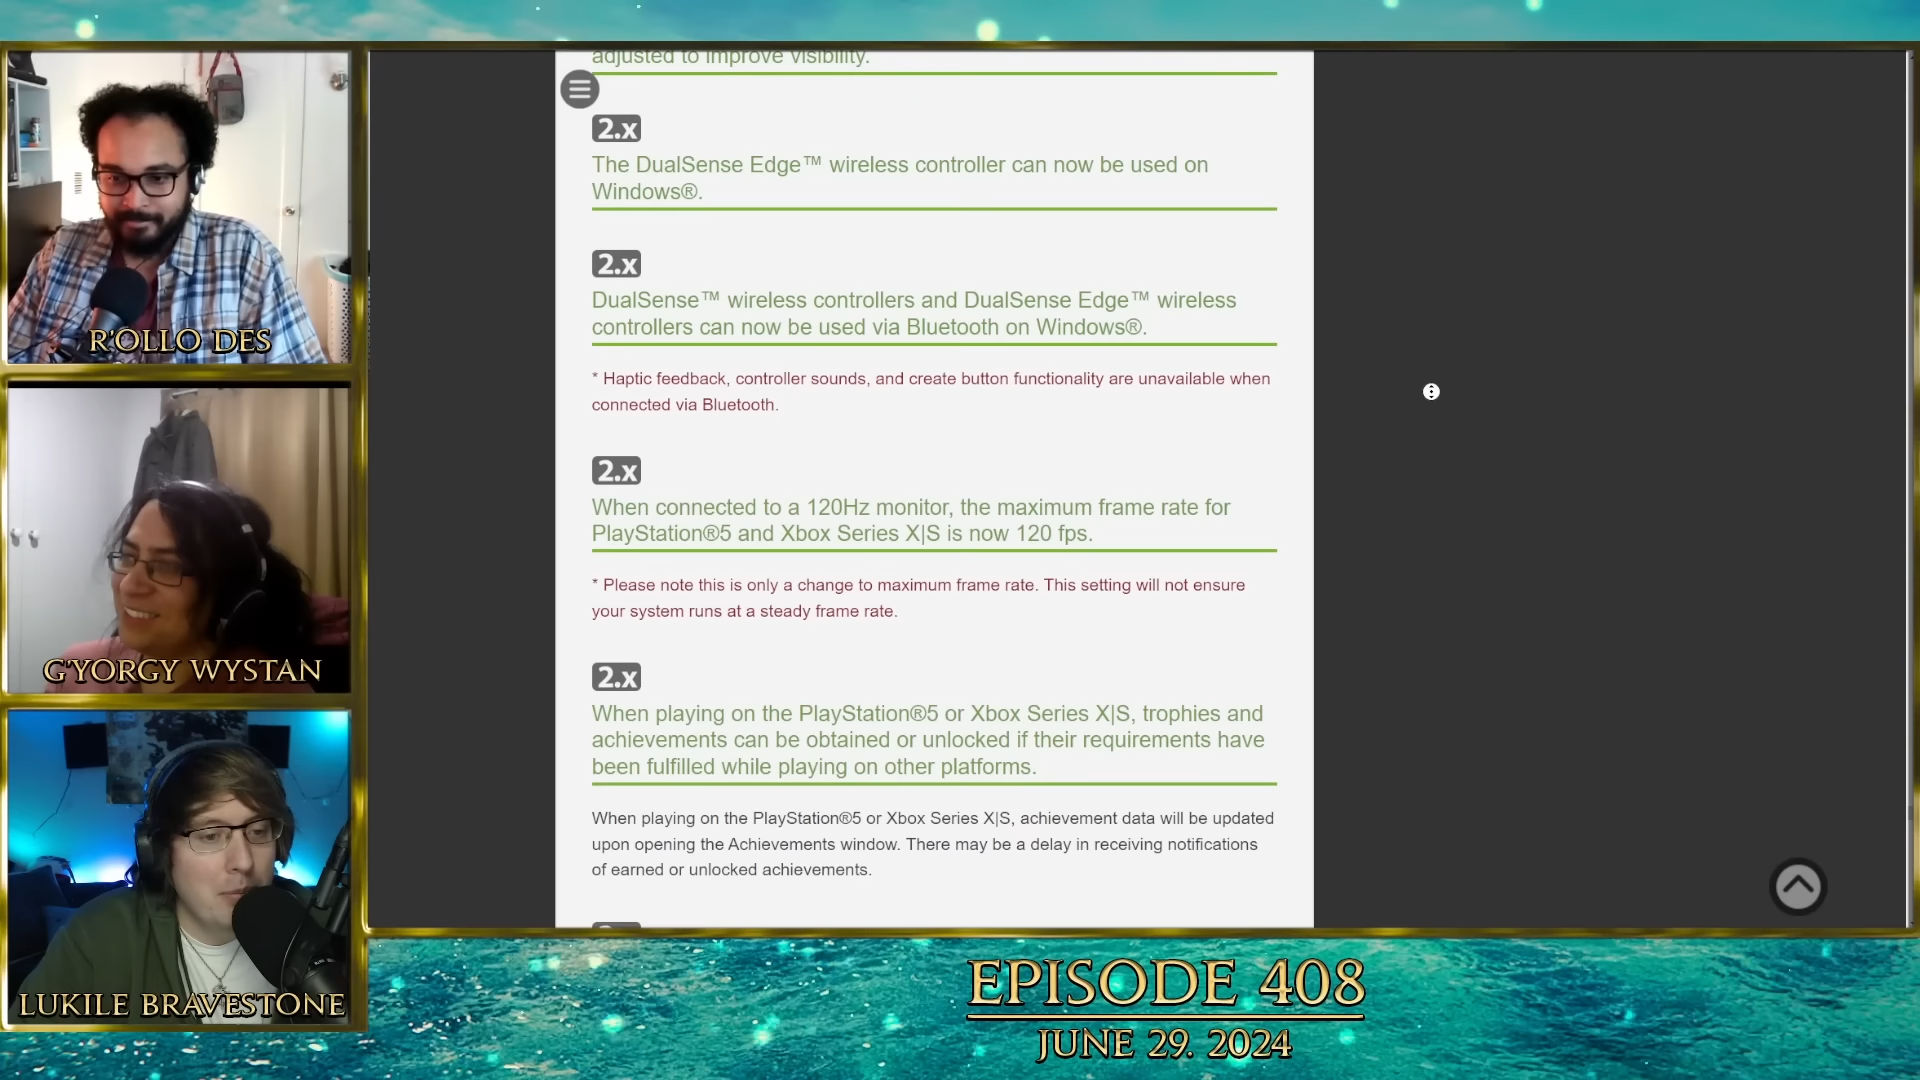 adjusted to improve visibility.
2.x
The DualSense Edge™ wireless controller can now be used on
Windows®.
2.x
DualSense™ wireless controllers and DualSense Edge™ wireless
controllers can now be used via Bluetooth on Windows®.
* Haptic feedback, controller sounds, and create button functionality are unavailable when
connected via Bluetooth.
2.x
When connected to a 120Hz monitor, the maximum frame rate for
PlayStation®5 and Xbox Series X|S is now 120 fps.
* Please note this is only a change to maximum frame rate. This setting will not ensure
your system runs at a steady frame rate.
2.x
When playing on the PlayStation®5 or Xbox Series X|S, trophies and
achievements can be obtained or unlocked if their requirements have
been fulfilled while playing on other platforms.
When playing on the PlayStation®5 or Xbox Series X|S, achievement data will be updated
upon opening the Achievements window. There may be a delay in receiving notifications
of earned or unlocked achievements.
R'OLLO DES
G'YORGY WYSTAN
LUKILE BRAVESTONE
EPISODE 408
JUNE 29. 2024